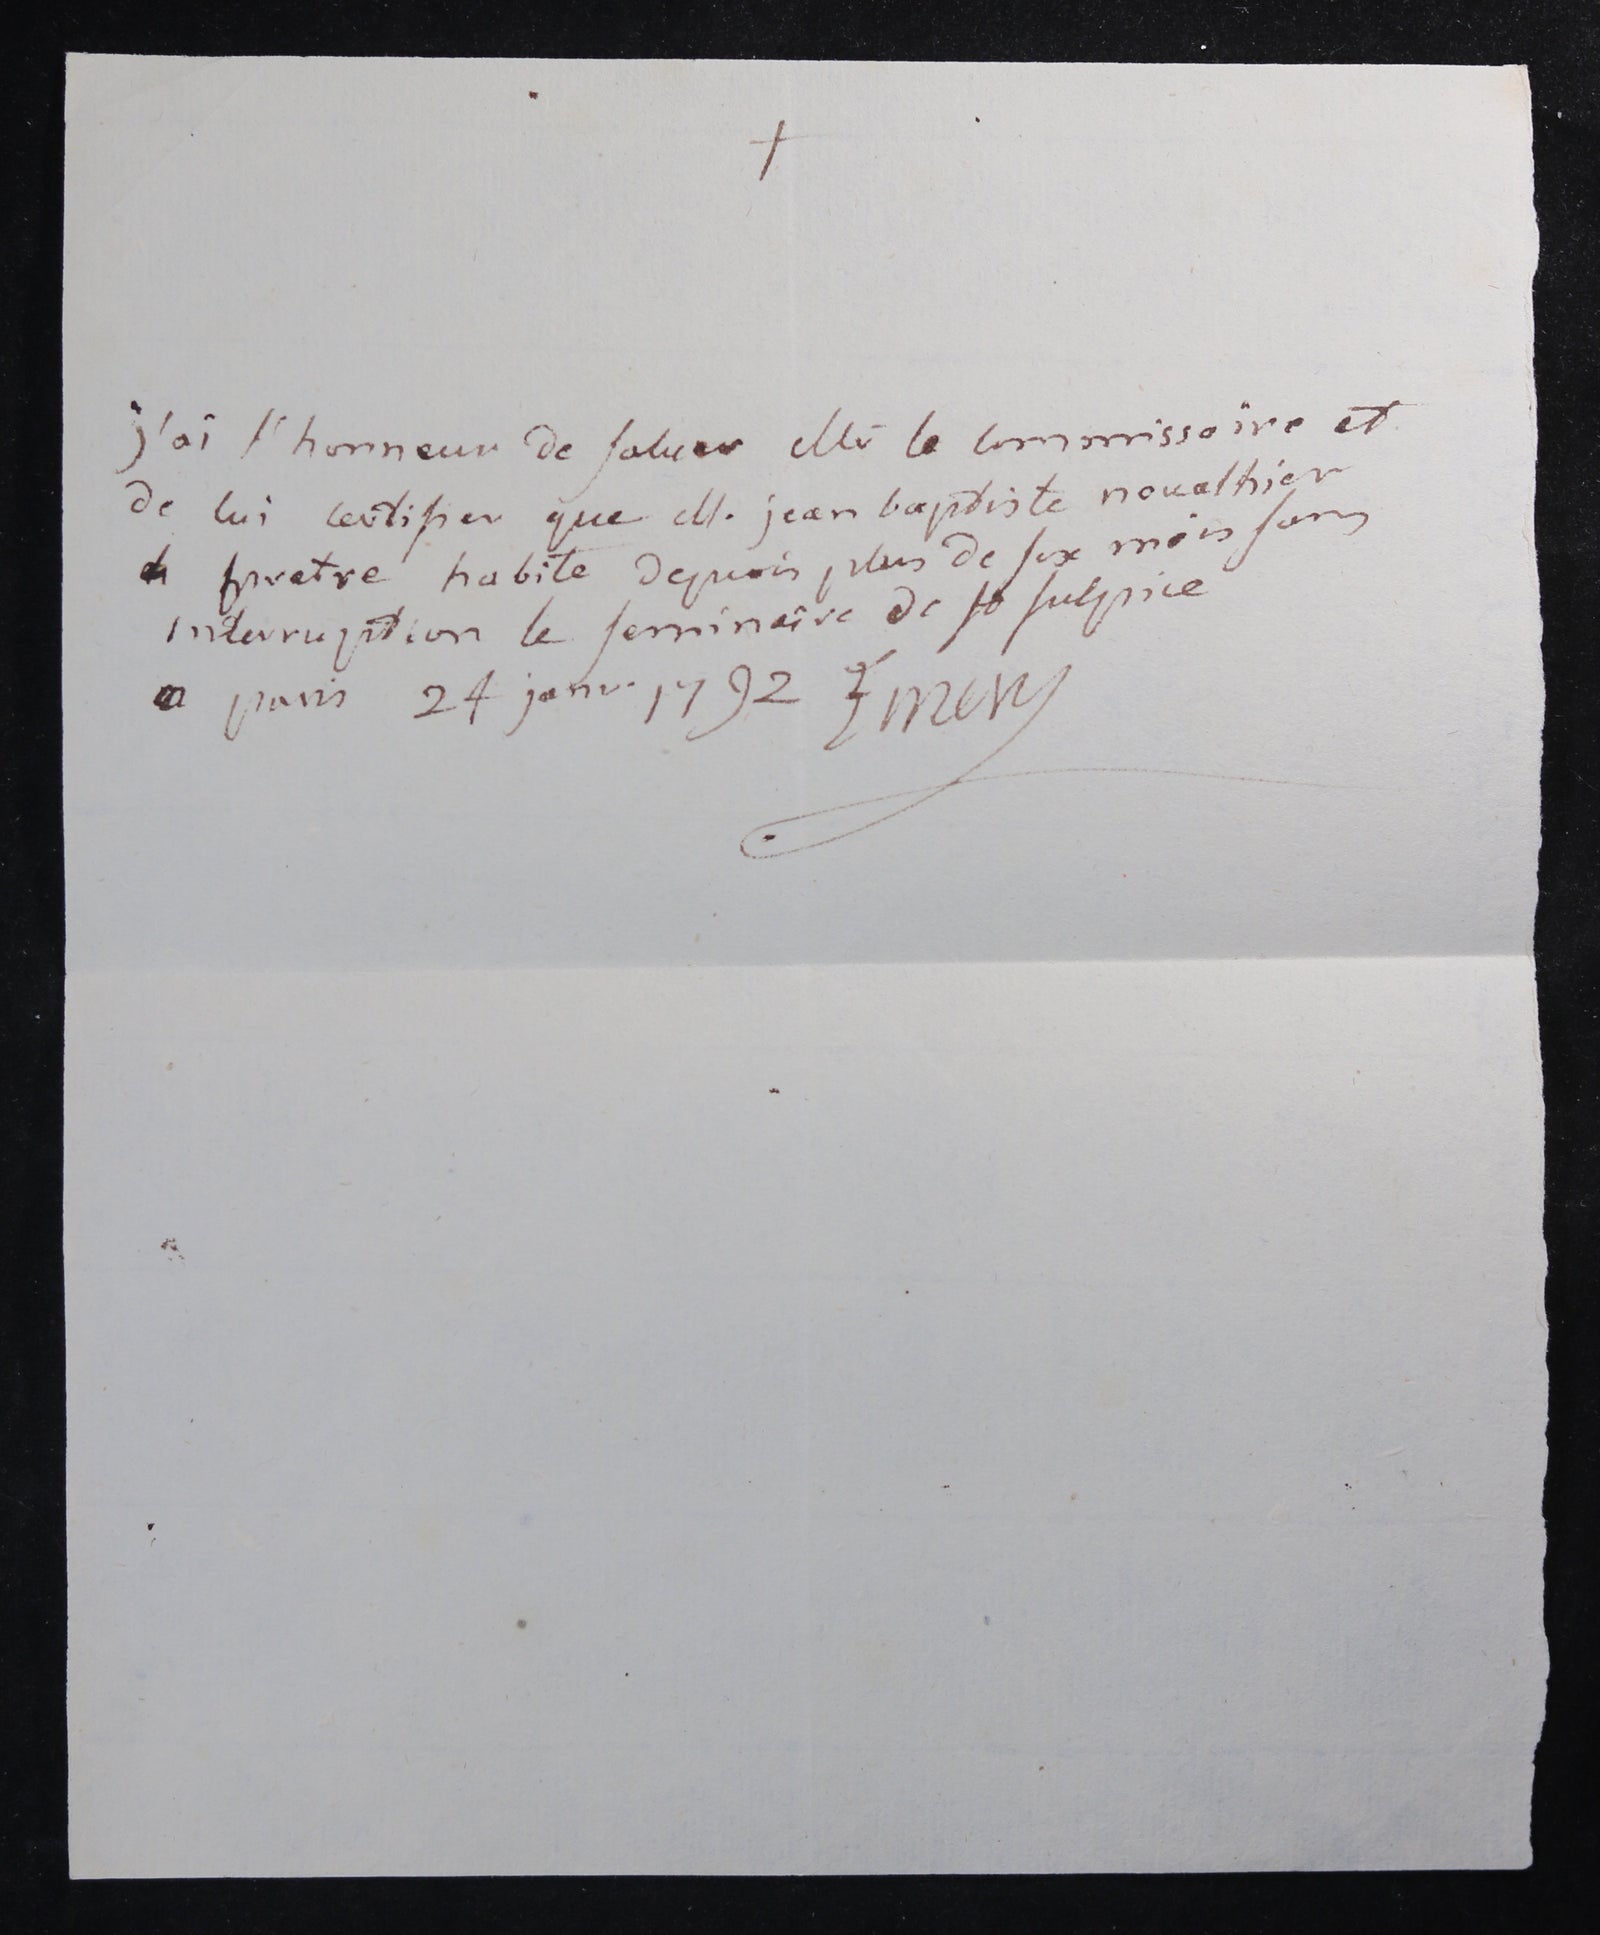 +
j'ai l'honneur de saluer Mr le commissaire et
de lui certifier que M. jean baptiste noualhier
pretre habite depuis plus de six mois sans
interruption le seminaire de st sulpice
a paris 24 janv. 1792 Emery